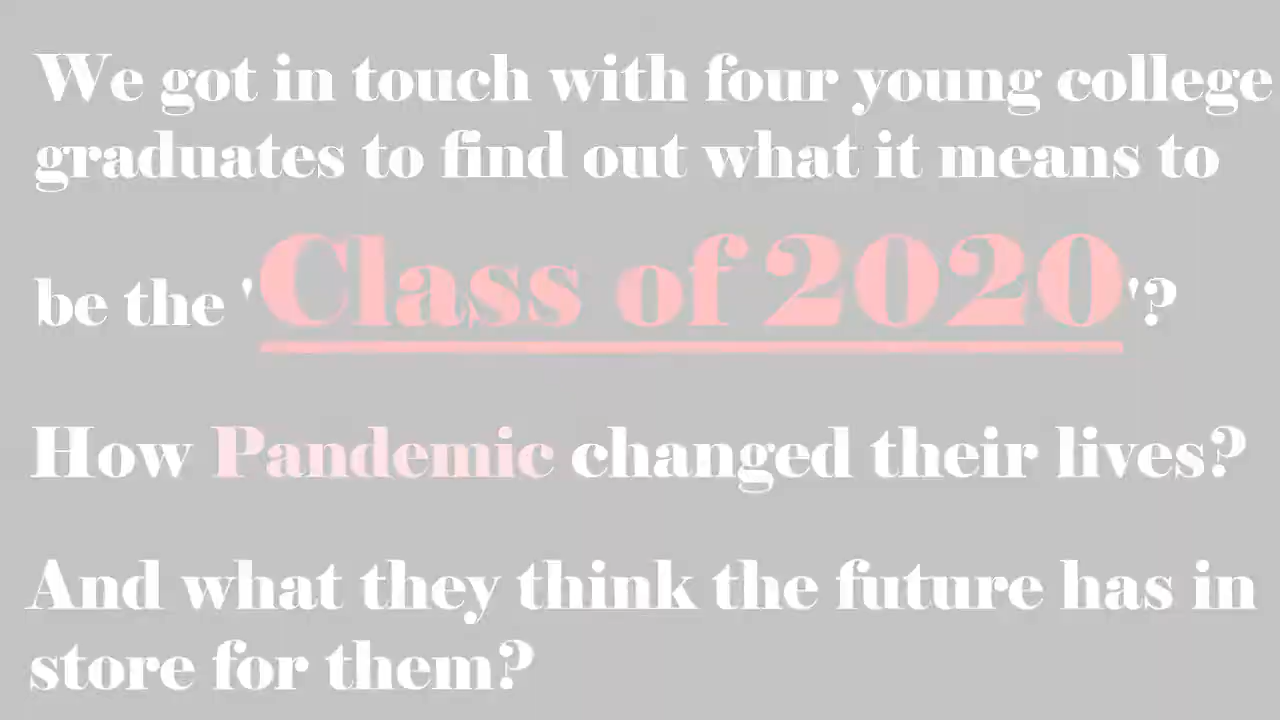 We got in touch with four young college
graduates to find out what it means to
be the 'Class of 2020'?
How Pandemic changed their lives?
And what they think the future has in
store for them?